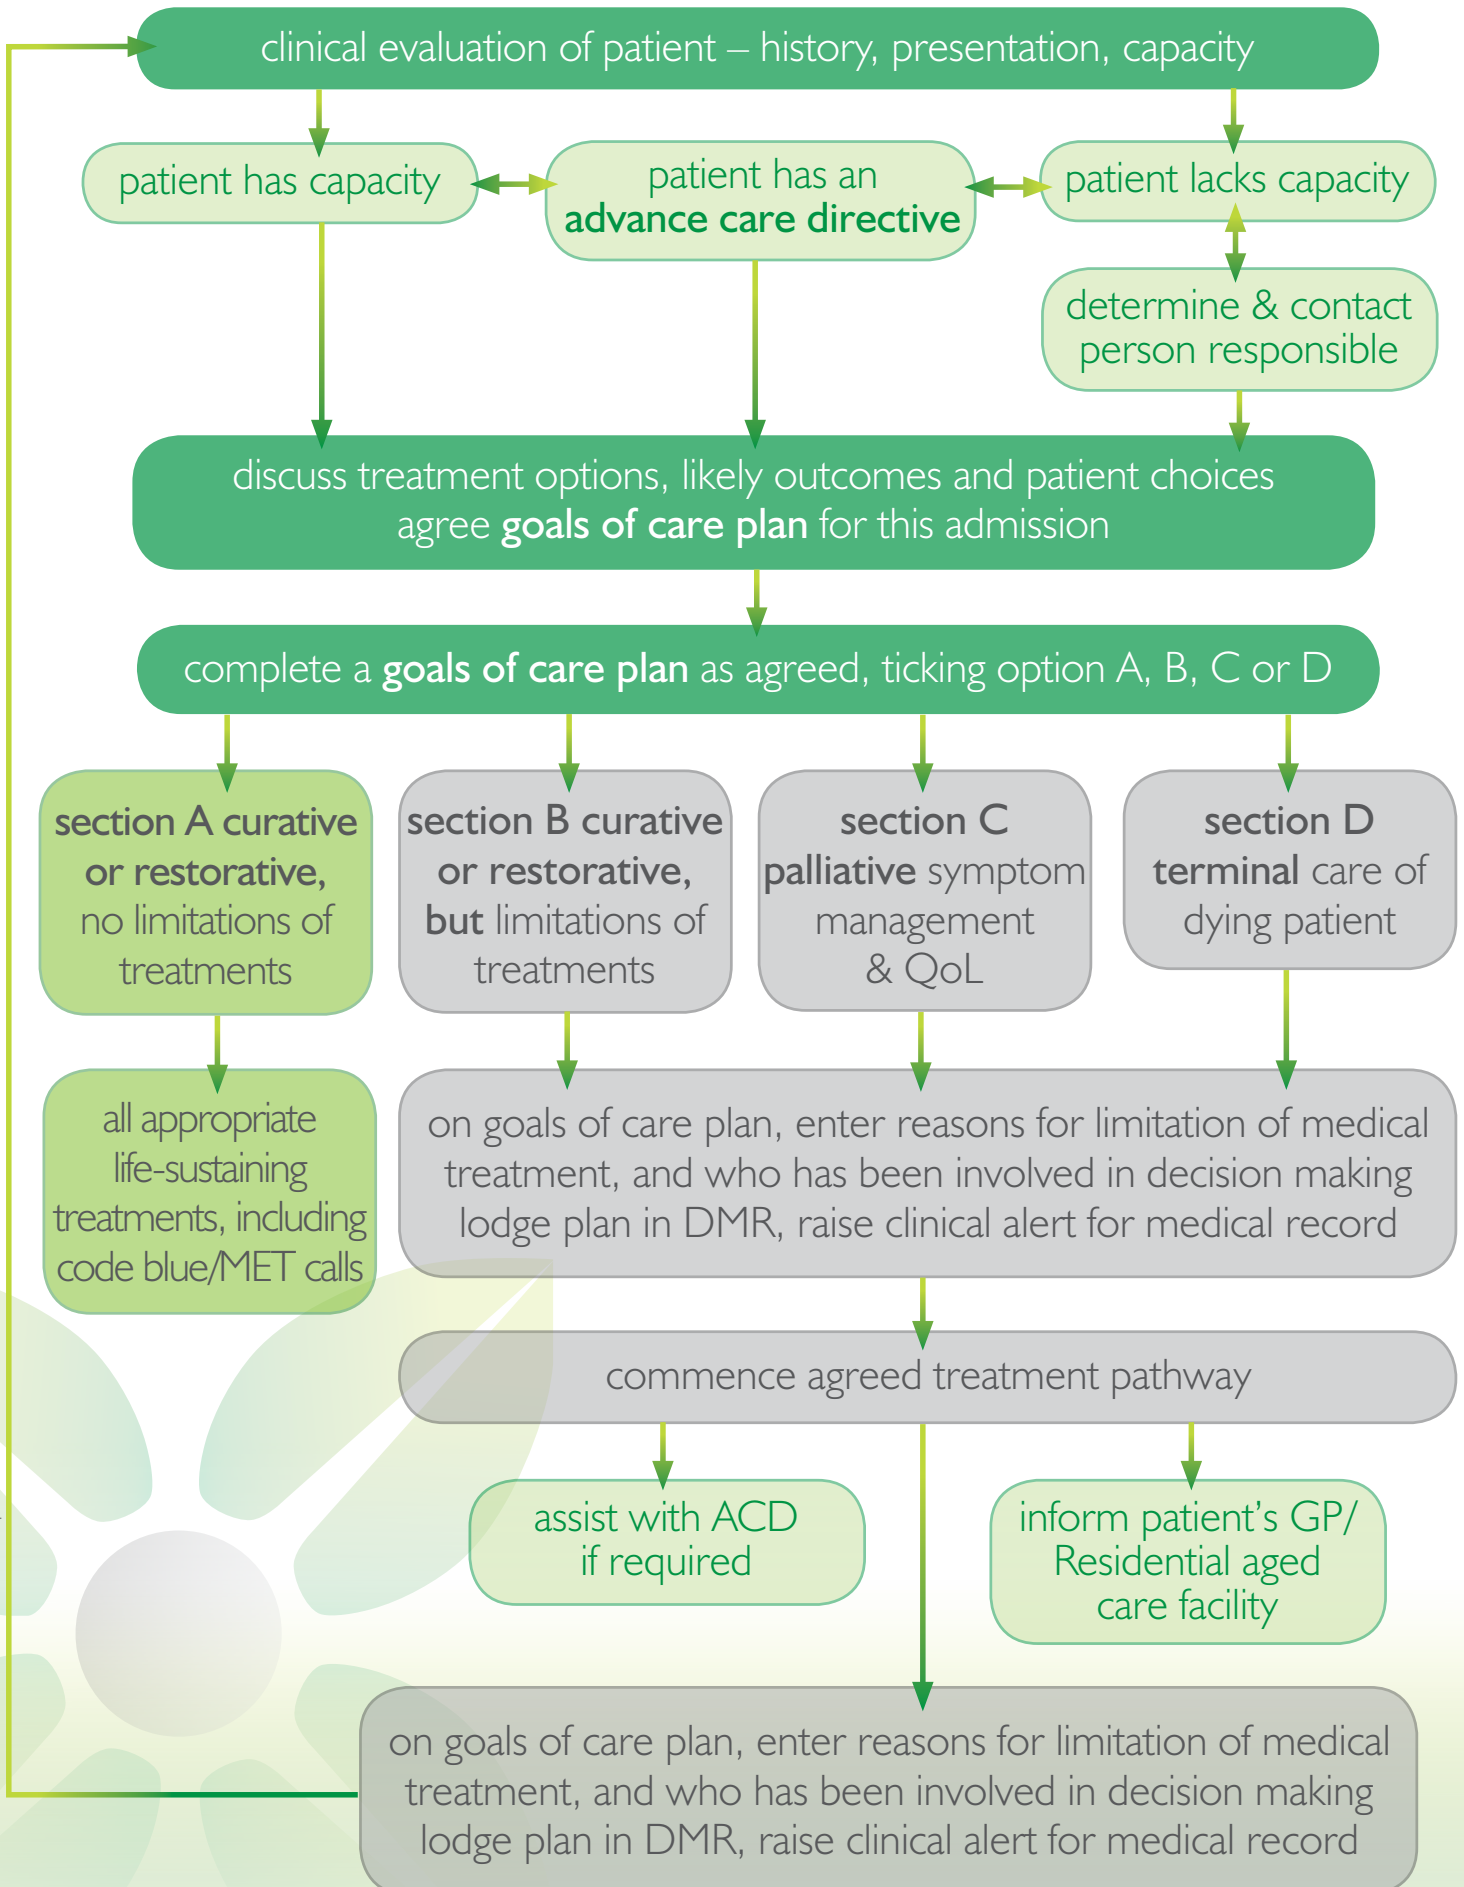 clinical evaluation of patient – history, presentation, capacity
patient has capacity
patient has an
advance care directive
patient lacks capacity
determine & contact
person responsible
discuss treatment options, likely outcomes and patient choices
agree goals of care plan for this admission
complete a goals of care plan as agreed, ticking option A, B, C or D
section A curative
or restorative,
no limitations of
treatments
section B curative
or restorative,
but limitations of
treatments
section C
palliative symptom
management
& QoL
section D
terminal care of
dying patient
all appropriate
life-sustaining
treatments, including
code blue/MET calls
on goals of care plan, enter reasons for limitation of medical
treatment, and who has been involved in decision making
lodge plan in DMR, raise clinical alert for medical record
commence agreed treatment pathway
assist with ACD
if required
inform patient's GP/
Residential aged
care facility
on goals of care plan, enter reasons for limitation of medical
treatment, and who has been involved in decision making
lodge plan in DMR, raise clinical alert for medical record